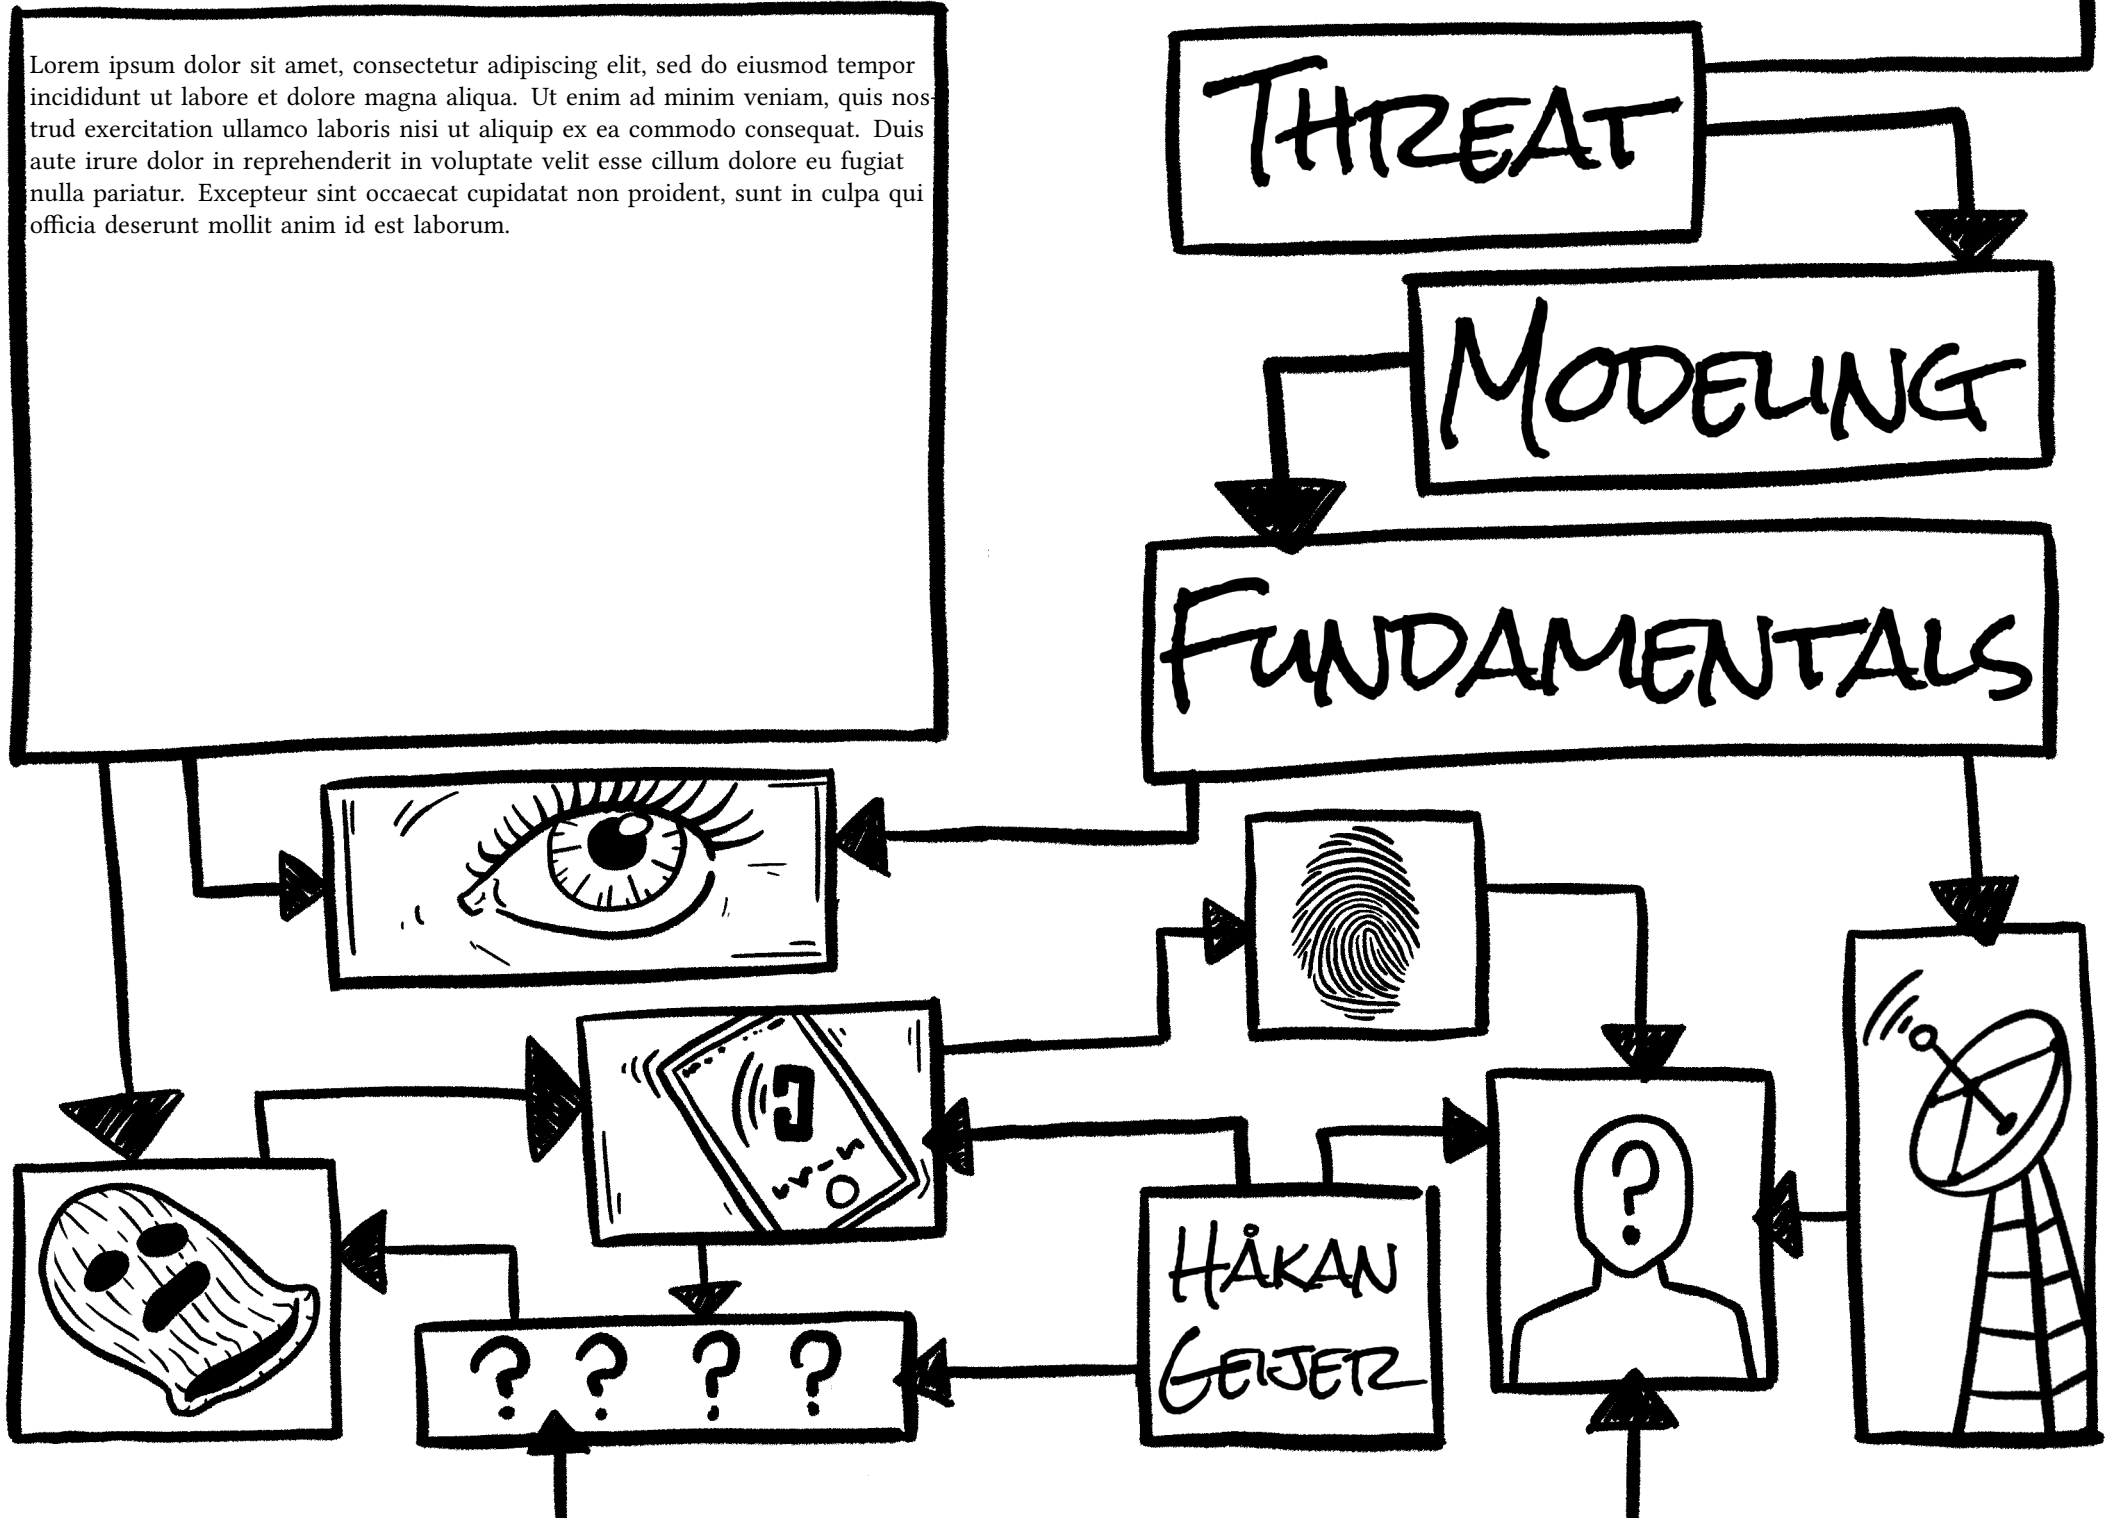 Lorem ipsum dolor sit amet, consectetur adipiscing elit, sed do eiusmod tempor
incididunt ut labore et dolore magna aliqua. Ut enim ad minim veniam, quis nos-
trud exercitation ullamco laboris nisi ut aliquip ex ea commodo consequat. Duis
aute irure dolor in reprehenderit in voluptate velit esse cillum dolore eu fugiat
nulla pariatur. Excepteur sint occaecat cupidatat non proident, sunt in culpa qui
officia deserunt mollit anim id est laborum.
THREAT
MODELING
FUNDAMENTALS
?
? ? ? ?
HÅKAN
GEIJER